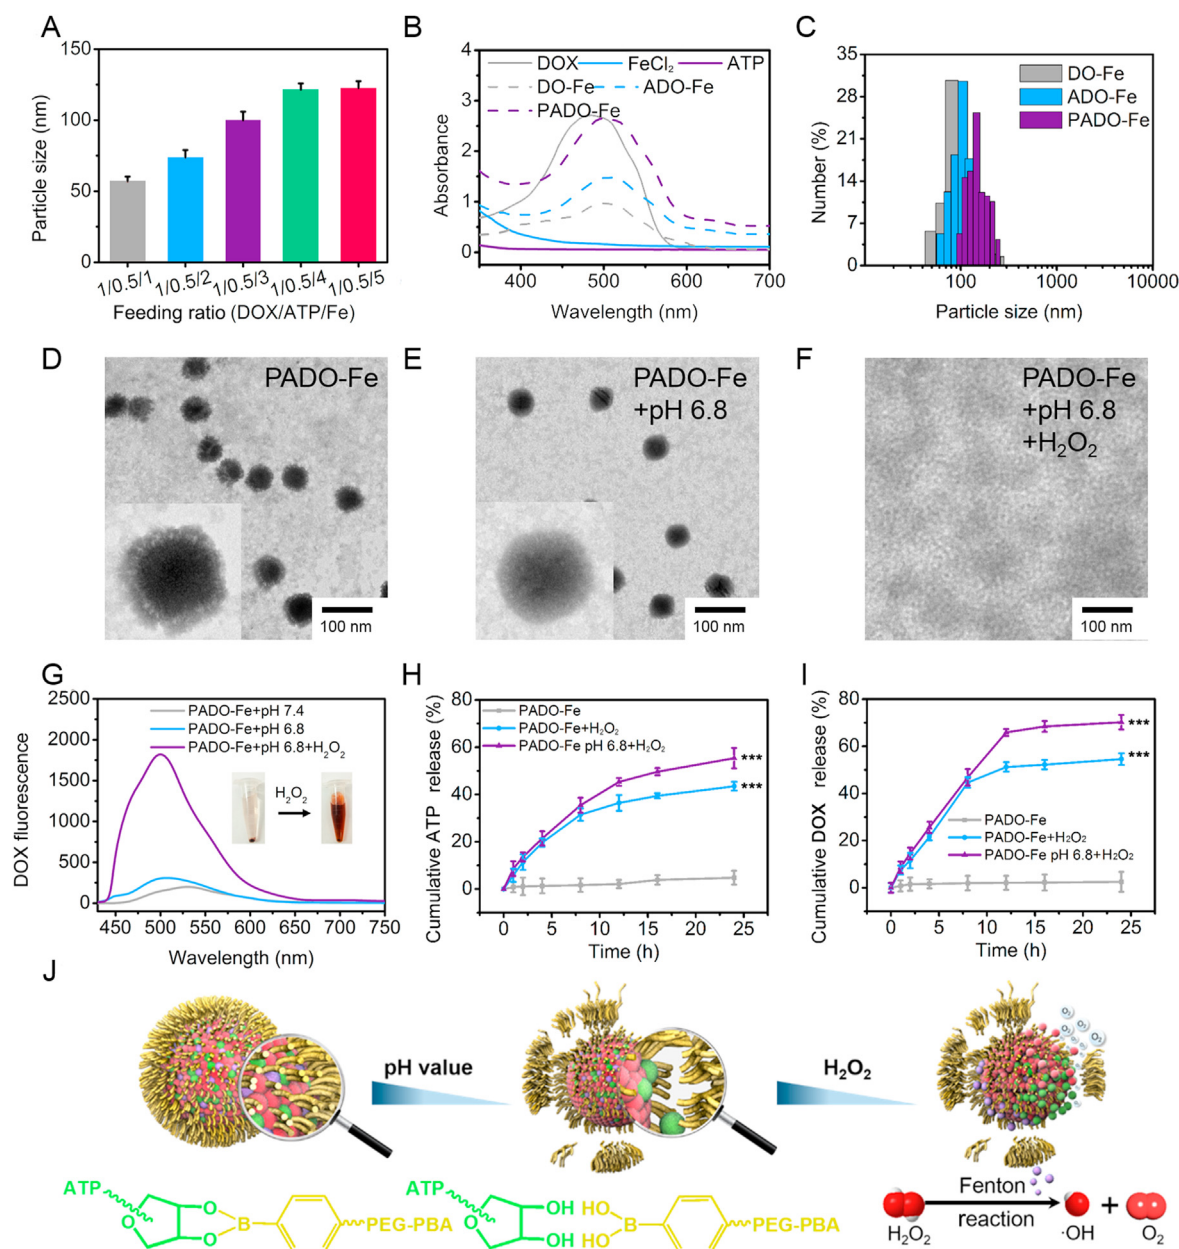 A
150
100
50
0
Particle size (nm)
1/0.5/1
1/0.5/2
1/0.5/3
1/0.5/4
1/0.5/5
Feeding ratio (DOX/ATP/Fe)
B
4
3
2
1
0
Absorbance
DOX
FeCl₂
ATP
DO-Fe
ADO-Fe
PADO-Fe
400
500
600
700
Wavelength (nm)
C
35
28
21
14
7
0
Number (%)
DO-Fe
ADO-Fe
PADO-Fe
100
1000
10000
Particle size (nm)
D
PADO-Fe
100 nm
E
PADO-Fe
+pH 6.8
100 nm
F
PADO-Fe
+pH 6.8
+H₂O₂
100 nm
G
2500
2000
1750
1500
1000
500
250
0
DOX fluorescence
PADO-Fe+pH 7.4
PADO-Fe+pH 6.8
PADO-Fe+pH 6.8+H₂O₂
H₂O₂
450
500
550
600
650
700
750
Wavelength (nm)
H
80
60
40
20
0
Cumulative ATP release (%)
PADO-Fe
PADO-Fe+H₂O₂
PADO-Fe pH 6.8+H₂O₂
***
***
0
5
10
15
20
25
Time (h)
I
80
60
40
20
0
Cumulative DOX release (%)
***
***
PADO-Fe
PADO-Fe+H₂O₂
PADO-Fe pH 6.8+H₂O₂
0
5
10
15
20
25
Time (h)
J
pH value
H₂O₂
O₂
O₂
O₂
O₂
ATP
O
O
O
B
PEG-PBA
ATP
O
OH
OH
HO
HO
B
PEG-PBA
H₂O₂
Fenton
reaction
·OH
+
O₂